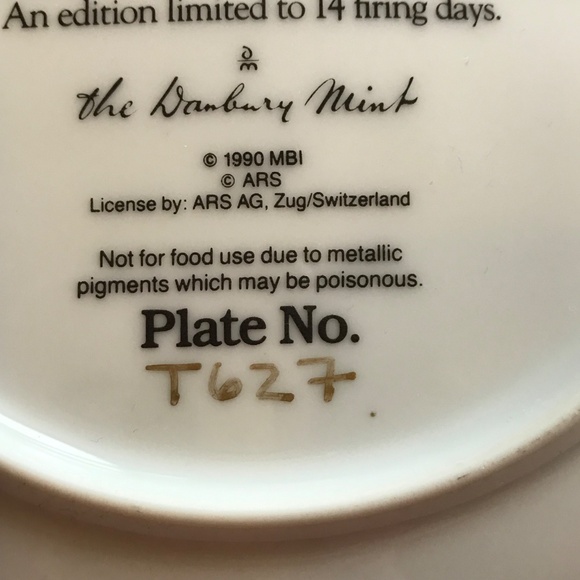 An edition limited to 14 firing days.
DM
the Danbury Mint
© 1990 MBI
© ARS
License by: ARS AG, Zug/Switzerland
Not for food use due to metallic
pigments which may be poisonous.
Plate No.
T627